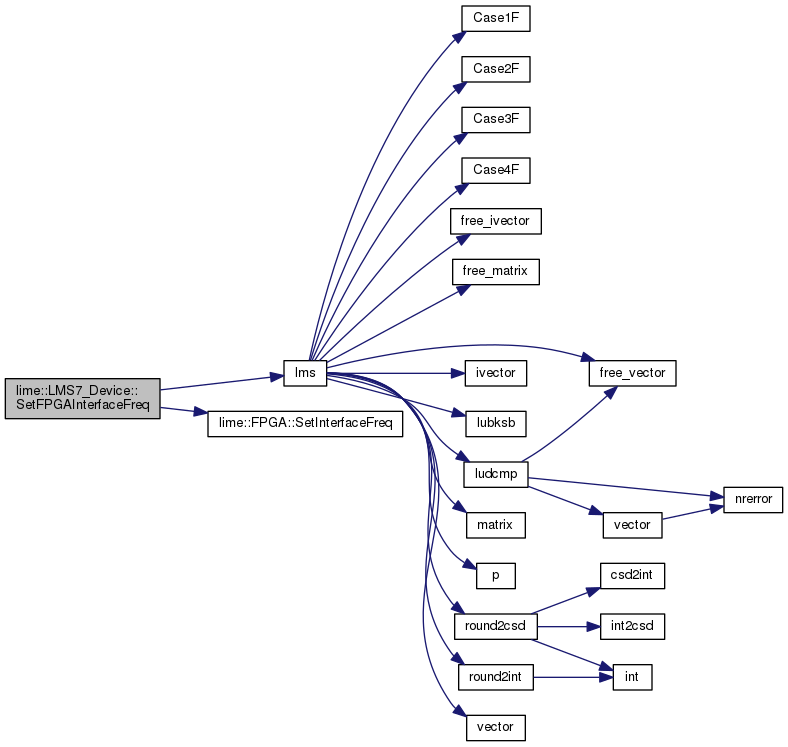 Case1F
Case2F
Case3F
Case4F
free_ivector
free_matrix
lms
ivector
free_vector
lime::LMS7_Device::
SetFPGAInterfaceFreq
lime::FPGA::SetInterfaceFreq
lubksb
ludcmp
nrerror
matrix
vector
p
csd2int
round2csd
int2csd
round2int
int
vector